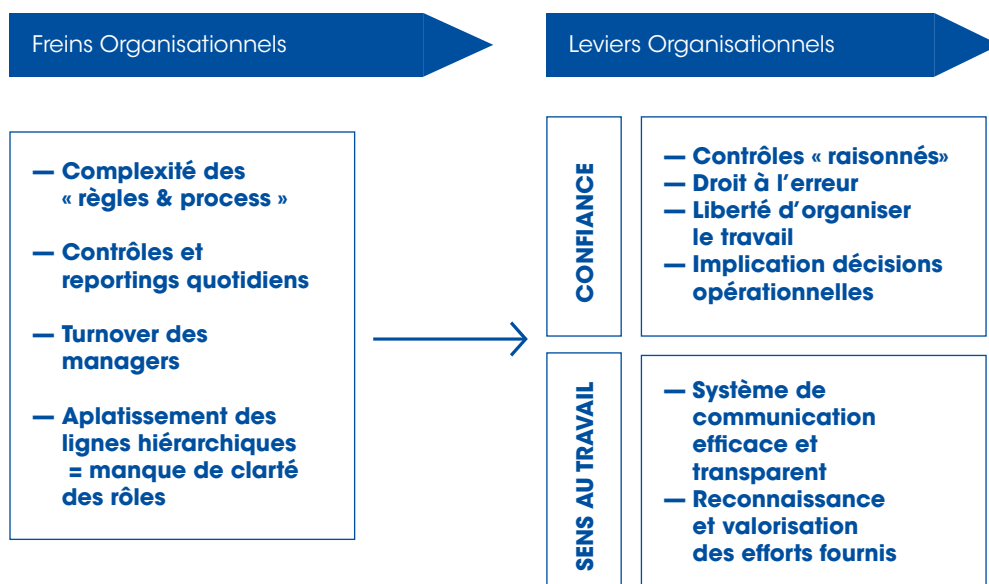 Freins Organisationnels
Leviers Organisationnels
— Complexité des
« règles & process »
— Contrôles et
reportings quotidiens
— Turnover des
managers
— Aplatissement des
lignes hiérarchiques
= manque de clarté
des rôles
CONFIANCE
— Contrôles « raisonnés»
— Droit à l'erreur
— Liberté d'organiser
le travail
— Implication décisions
opérationnelles
SENS AU TRAVAIL
— Système de
communication
efficace et
transparent
— Reconnaissance
et valorisation
des efforts fournis